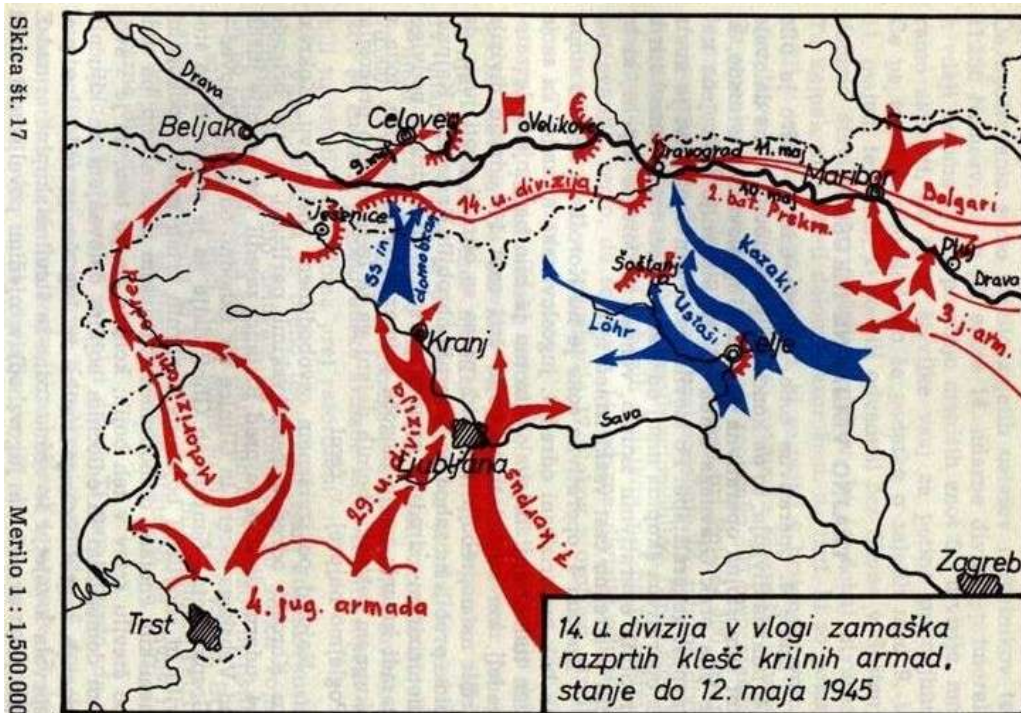 Skica št. 17
Merilo 1 : 1,500.000
Drava
Beljak
Celovec
Velikovec
9. maj
Dravograd
11. maj
Maribor
10. maj
2. bat. Prekm.
Bolgari
14. u. divizija
Jesenice
SS in
domobran
Ptuj
Drava
Kozaki
Šoštanj
Ustaši
Löhr
Celje
3. j. arm.
Motorizirani
odred
Kranj
29. u. divizija
Ljubljana
Sava
7. korpus
4. jug. armada
Trst
Zagreb
14. u. divizija v vlogi zamaška
razprtih klešč krilnih armad,
stanje do 12. maja 1945